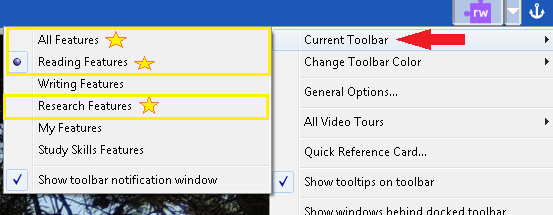 rw
All Features
Reading Features
Writing Features
Research Features
My Features
Study Skills Features
Show toolbar notification window
Current Toolbar
Change Toolbar Color
General Options...
All Video Tours
Quick Reference Card...
Show tooltips on toolbar
Show windows behind docked toolbar